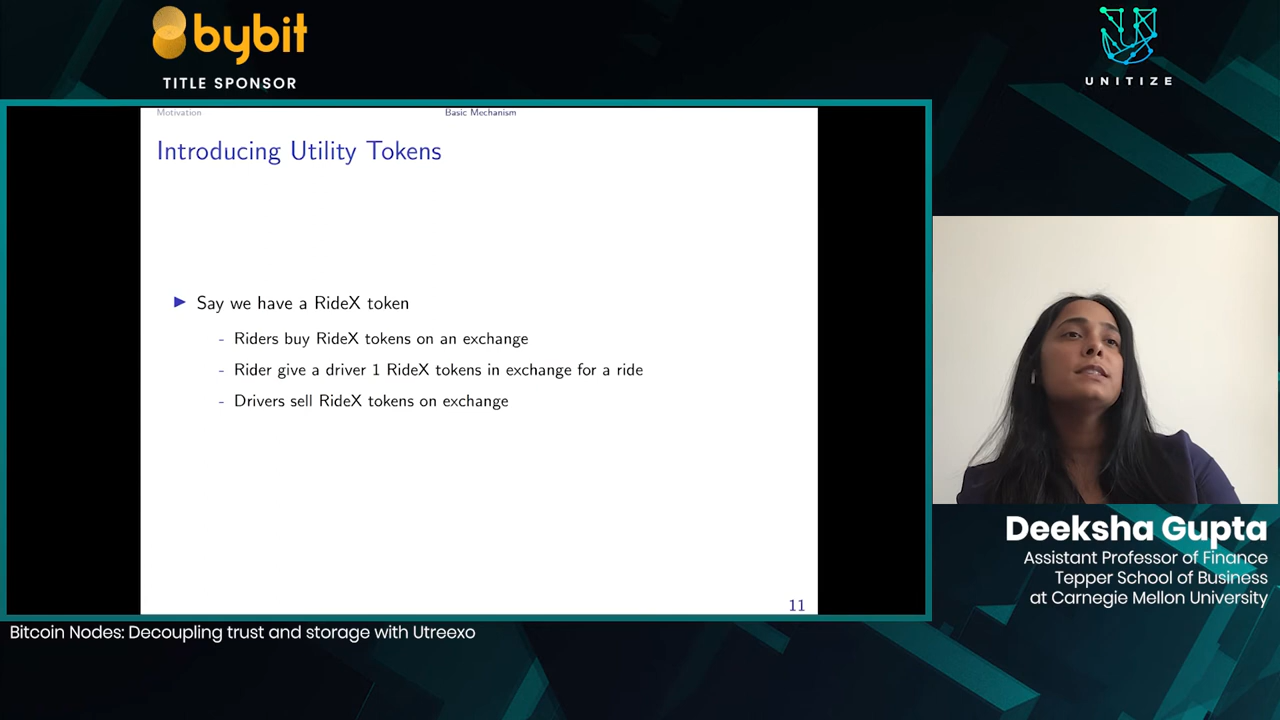 bybit
TITLE SPONSOR
UNITIZE
Motivation
Basic Mechanism
Introducing Utility Tokens
Say we have a RideX token
- Riders buy RideX tokens on an exchange
- Rider give a driver 1 RideX tokens in exchange for a ride
- Drivers sell RideX tokens on exchange
11
Deeksha Gupta
Assistant Professor of Finance
Tepper School of Business
at Carnegie Mellon University
Bitcoin Nodes: Decoupling trust and storage with Utreexo